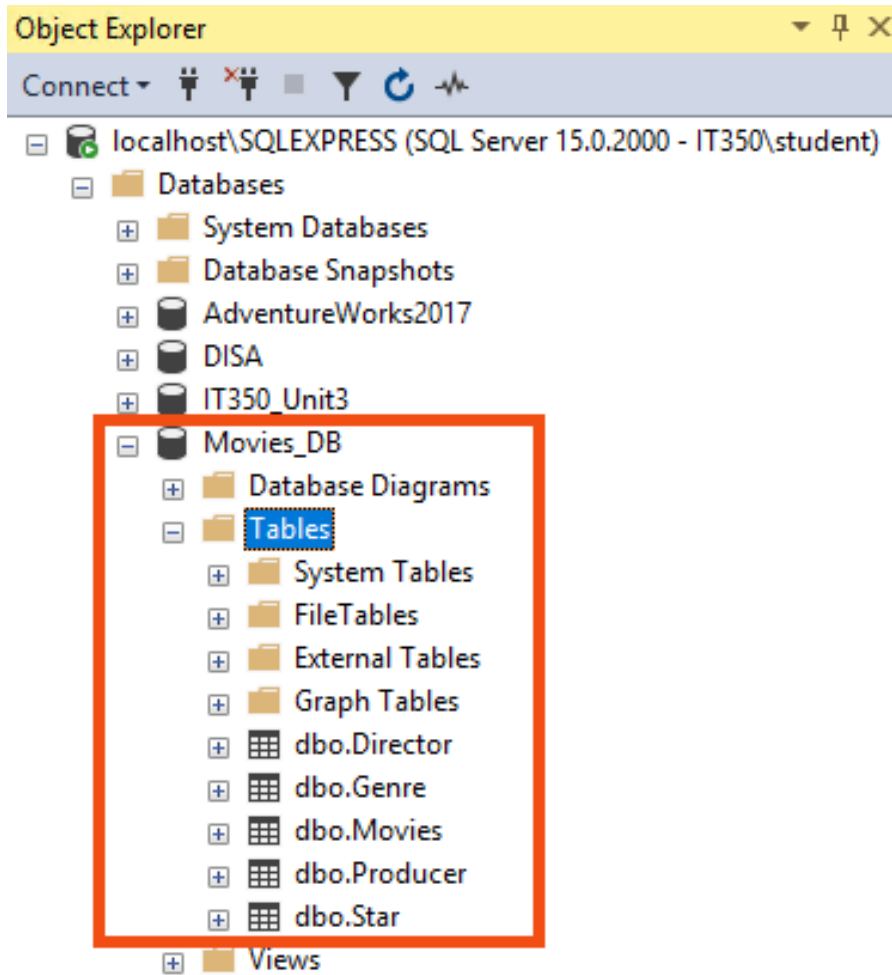 Object Explorer
Connect
localhost\SQLEXPRESS (SQL Server 15.0.2000 - IT350\student)
Databases
System Databases
Database Snapshots
AdventureWorks2017
DISA
IT350_Unit3
Movies_DB
Database Diagrams
Tables
System Tables
FileTables
External Tables
Graph Tables
dbo.Director
dbo.Genre
dbo.Movies
dbo.Producer
dbo.Star
Views